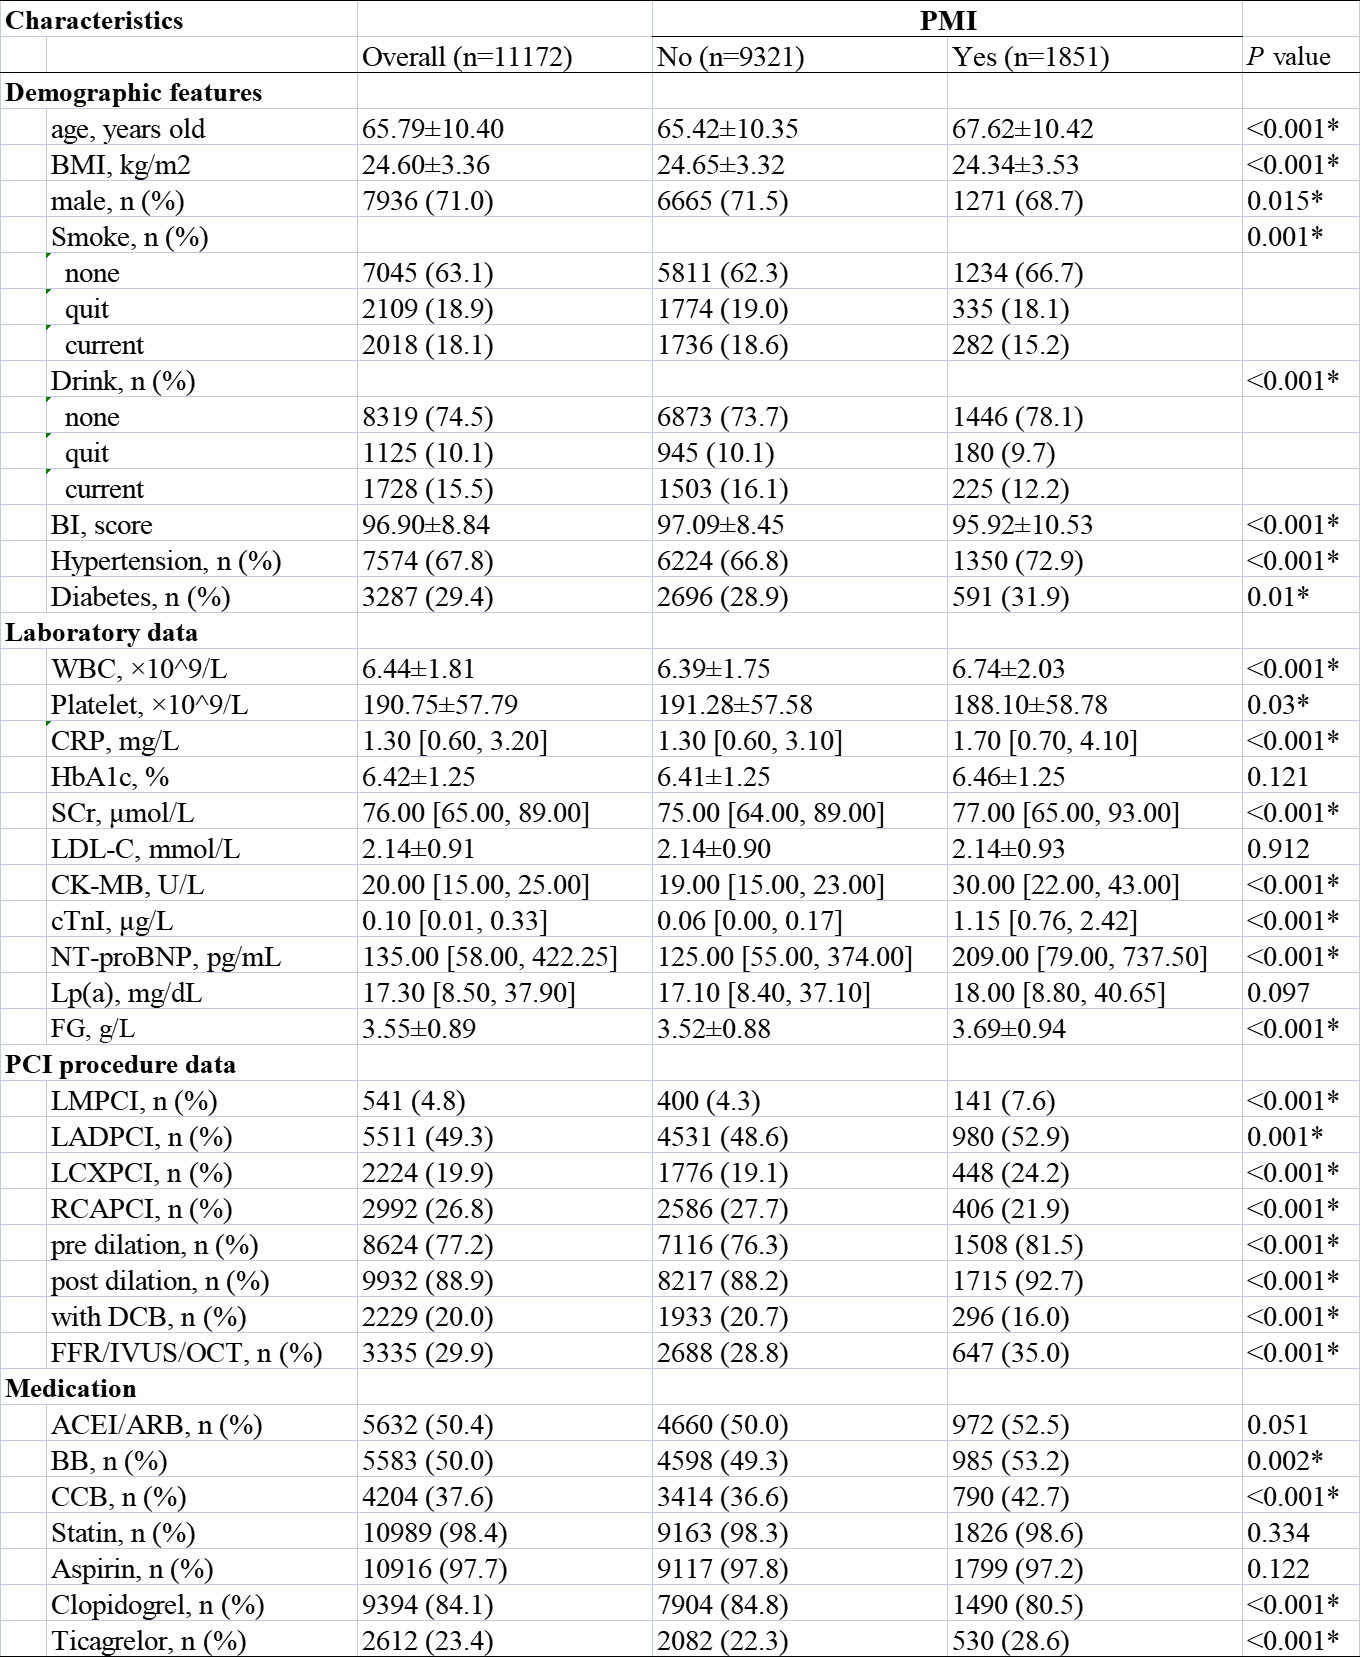 Characteristics PMI
Overall (n=11172) No (n=9321) Yes (n=1851) P value
Demographic features
age, years old 65.79±10.40 65.42±10.35 67.62±10.42 <0.001*
BMI, kg/m2 24.60±3.36 24.65±3.32 24.34±3.53 <0.001*
male, n (%) 7936 (71.0) 6665 (71.5) 1271 (68.7) 0.015*
Smoke, n (%) 0.001*
none 7045 (63.1) 5811 (62.3) 1234 (66.7)
quit 2109 (18.9) 1774 (19.0) 335 (18.1)
current 2018 (18.1) 1736 (18.6) 282 (15.2)
Drink, n (%) <0.001*
none 8319 (74.5) 6873 (73.7) 1446 (78.1)
quit 1125 (10.1) 945 (10.1) 180 (9.7)
current 1728 (15.5) 1503 (16.1) 225 (12.2)
BI, score 96.90±8.84 97.09±8.45 95.92±10.53 <0.001*
Hypertension, n (%) 7574 (67.8) 6224 (66.8) 1350 (72.9) <0.001*
Diabetes, n (%) 3287 (29.4) 2696 (28.9) 591 (31.9) 0.01*
Laboratory data
WBC, ×10^9/L 6.44±1.81 6.39±1.75 6.74±2.03 <0.001*
Platelet, ×10^9/L 190.75±57.79 191.28±57.58 188.10±58.78 0.03*
CRP, mg/L 1.30 [0.60, 3.20] 1.30 [0.60, 3.10] 1.70 [0.70, 4.10] <0.001*
HbA1c, % 6.42±1.25 6.41±1.25 6.46±1.25 0.121
SCr, μmol/L 76.00 [65.00, 89.00] 75.00 [64.00, 89.00] 77.00 [65.00, 93.00] <0.001*
LDL-C, mmol/L 2.14±0.91 2.14±0.90 2.14±0.93 0.912
CK-MB, U/L 20.00 [15.00, 25.00] 19.00 [15.00, 23.00] 30.00 [22.00, 43.00] <0.001*
cTnI, μg/L 0.10 [0.01, 0.33] 0.06 [0.00, 0.17] 1.15 [0.76, 2.42] <0.001*
NT-proBNP, pg/mL 135.00 [58.00, 422.25] 125.00 [55.00, 374.00] 209.00 [79.00, 737.50] <0.001*
Lp(a), mg/dL 17.30 [8.50, 37.90] 17.10 [8.40, 37.10] 18.00 [8.80, 40.65] 0.097
FG, g/L 3.55±0.89 3.52±0.88 3.69±0.94 <0.001*
PCI procedure data
LMPCI, n (%) 541 (4.8) 400 (4.3) 141 (7.6) <0.001*
LADPCI, n (%) 5511 (49.3) 4531 (48.6) 980 (52.9) 0.001*
LCXPCI, n (%) 2224 (19.9) 1776 (19.1) 448 (24.2) <0.001*
RCAPCI, n (%) 2992 (26.8) 2586 (27.7) 406 (21.9) <0.001*
pre dilation, n (%) 8624 (77.2) 7116 (76.3) 1508 (81.5) <0.001*
post dilation, n (%) 9932 (88.9) 8217 (88.2) 1715 (92.7) <0.001*
with DCB, n (%) 2229 (20.0) 1933 (20.7) 296 (16.0) <0.001*
FFR/IVUS/OCT, n (%) 3335 (29.9) 2688 (28.8) 647 (35.0) <0.001*
Medication
ACEI/ARB, n (%) 5632 (50.4) 4660 (50.0) 972 (52.5) 0.051
BB, n (%) 5583 (50.0) 4598 (49.3) 985 (53.2) 0.002*
CCB, n (%) 4204 (37.6) 3414 (36.6) 790 (42.7) <0.001*
Statin, n (%) 10989 (98.4) 9163 (98.3) 1826 (98.6) 0.334
Aspirin, n (%) 10916 (97.7) 9117 (97.8) 1799 (97.2) 0.122
Clopidogrel, n (%) 9394 (84.1) 7904 (84.8) 1490 (80.5) <0.001*
Ticagrelor, n (%) 2612 (23.4) 2082 (22.3) 530 (28.6) <0.001*